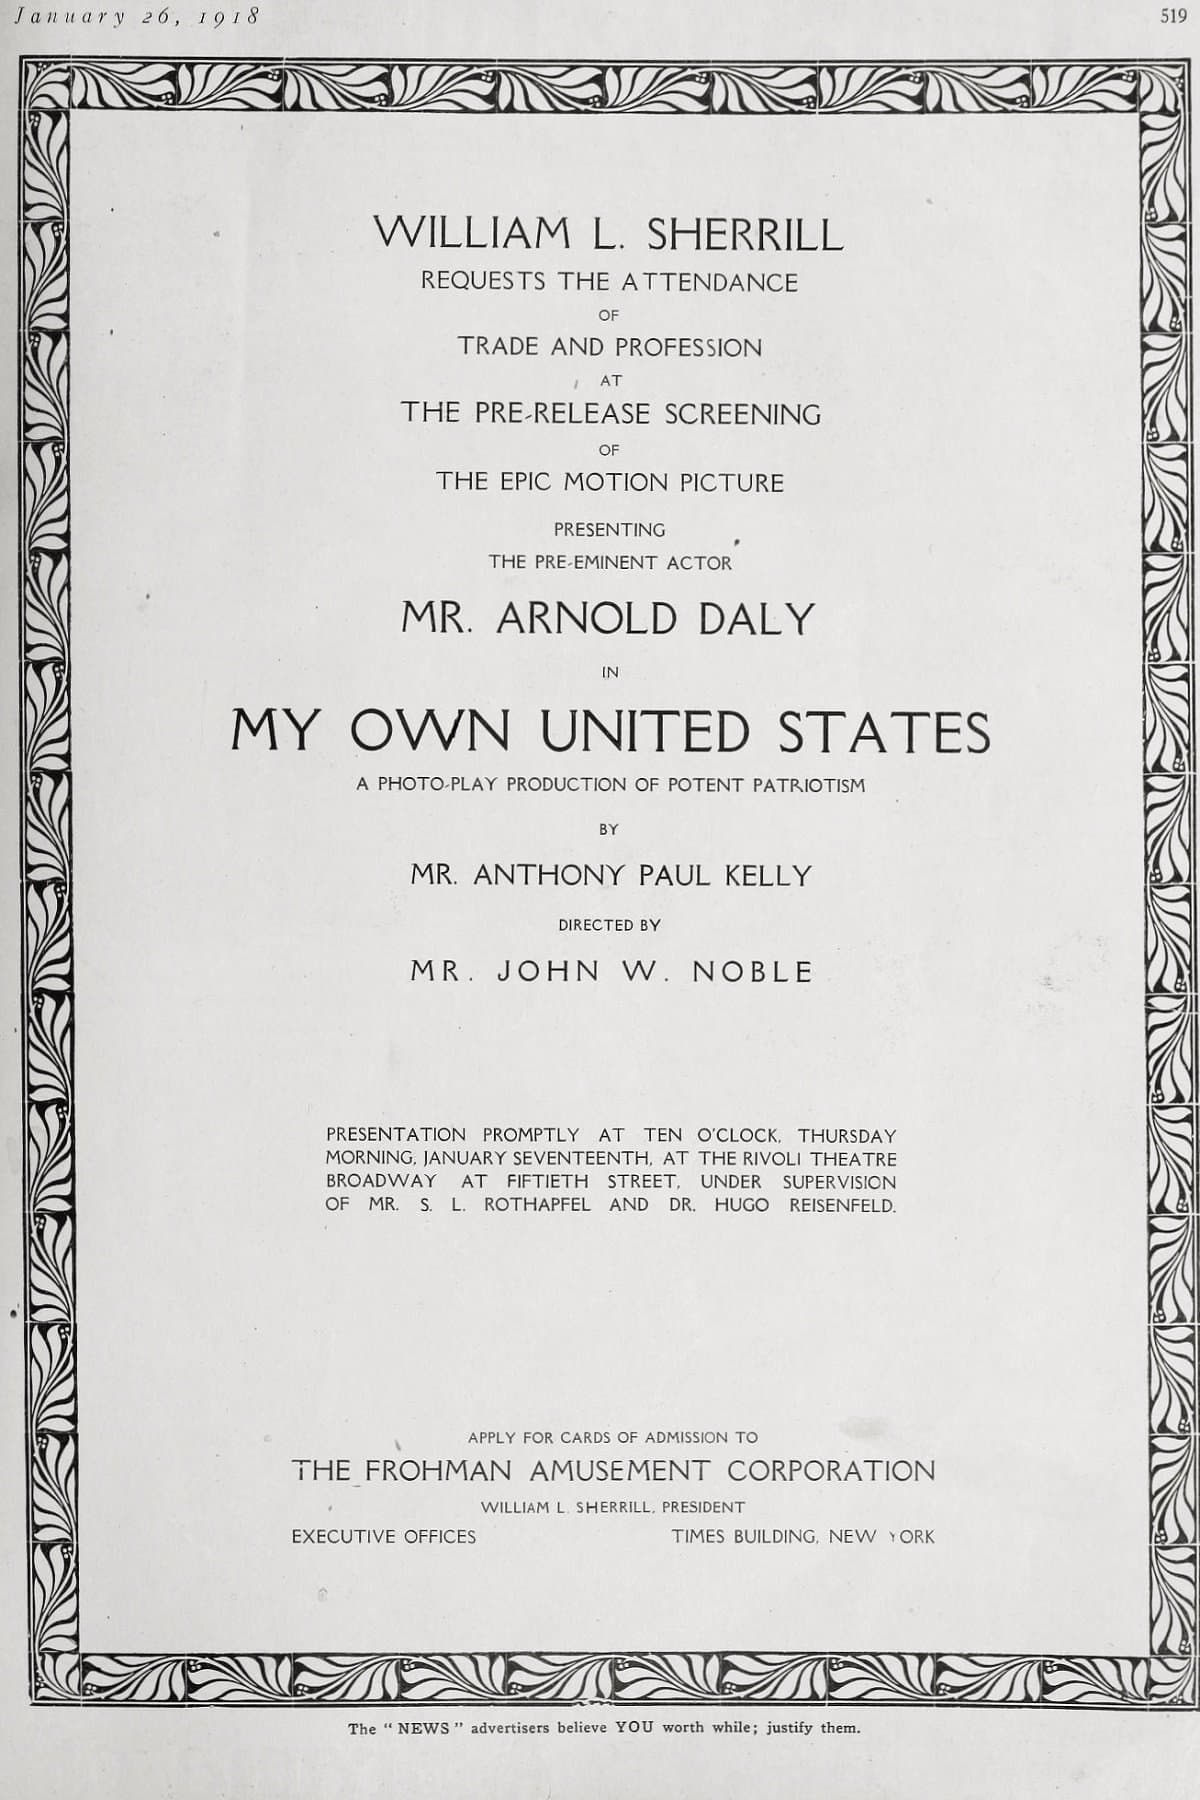 January 26, 1918
519
WILLIAM L. SHERRILL
REQUESTS THE ATTENDANCE
OF
TRADE AND PROFESSION
AT
THE PRE-RELEASE SCREENING
OF
THE EPIC MOTION PICTURE
PRESENTING
THE PRE-EMINENT ACTOR
MR. ARNOLD DALY
IN
MY OWN UNITED STATES
A PHOTO-PLAY PRODUCTION OF POTENT PATRIOTISM
BY
MR. ANTHONY PAUL KELLY
DIRECTED BY
MR. JOHN W. NOBLE
PRESENTATION PROMPTLY AT TEN O'CLOCK, THURSDAY
MORNING, JANUARY SEVENTEENTH, AT THE RIVOLI THEATRE
BROADWAY AT FIFTIETH STREET, UNDER SUPERVISION
OF MR. S. L. ROTHAPFEL AND DR. HUGO REISENFELD.
APPLY FOR CARDS OF ADMISSION TO
THE FROHMAN AMUSEMENT CORPORATION
WILLIAM L. SHERRILL, PRESIDENT
EXECUTIVE OFFICES TIMES BUILDING, NEW YORK
The "NEWS" advertisers believe YOU worth while; justify them.